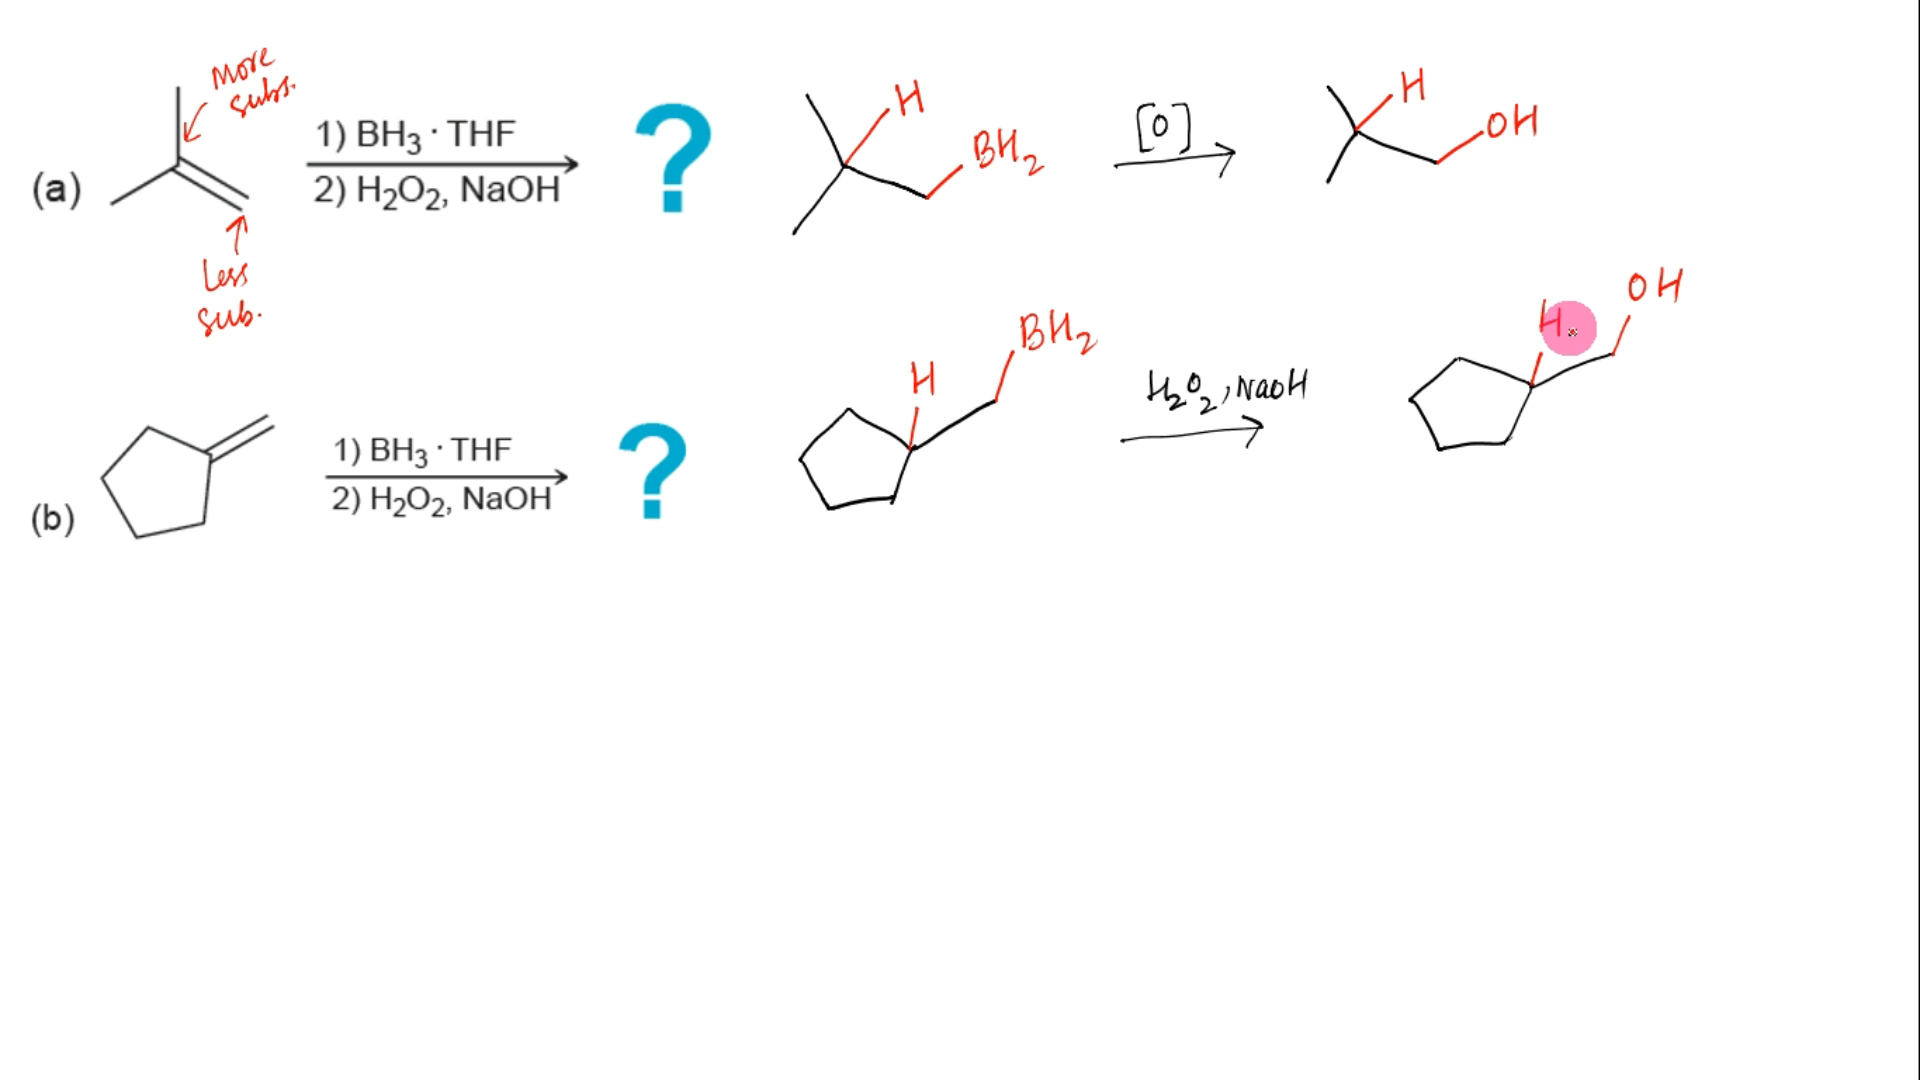 More
subs.
(a)
1) BH₃ · THF
2) H₂O₂, NaOH
?
H
BH₂
[O]
H
OH
Less
sub.
(b)
1) BH₃ · THF
2) H₂O₂, NaOH
?
H
BH₂
H₂O₂, NaOH
H
OH